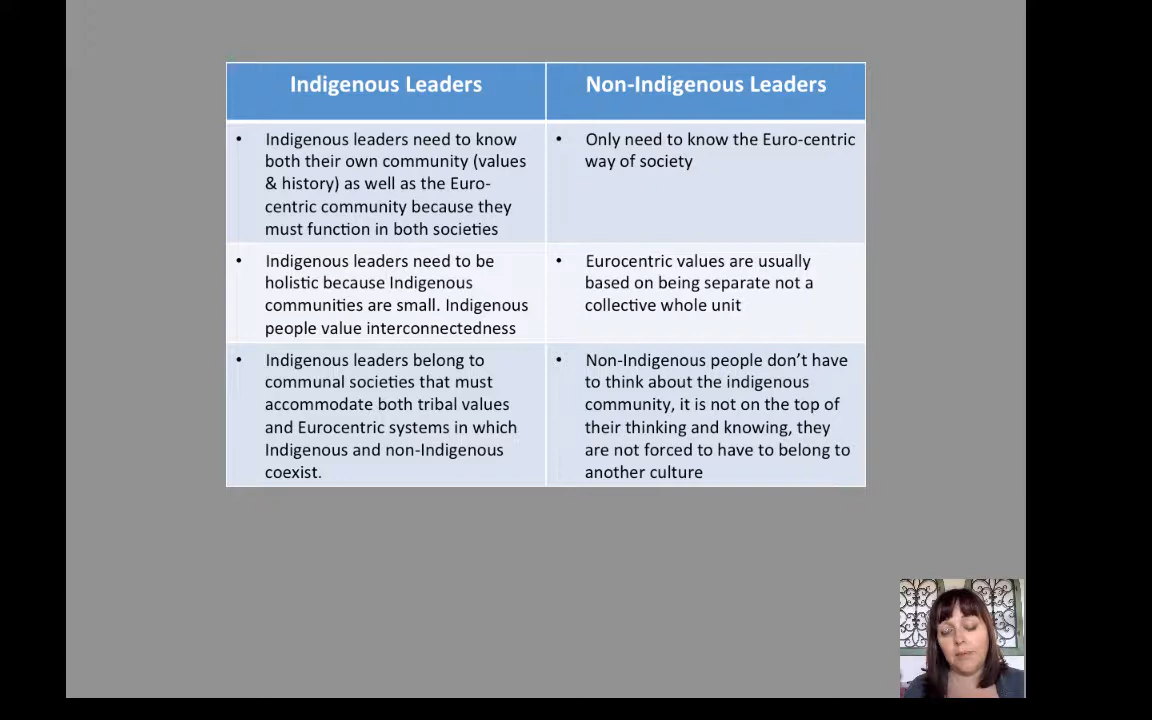 Indigenous Leaders
Non-Indigenous Leaders
• Indigenous leaders need to know
both their own community (values
& history) as well as the Euro-
centric community because they
must function in both societies
• Only need to know the Euro-centric
way of society
• Indigenous leaders need to be
holistic because Indigenous
communities are small. Indigenous
people value interconnectedness
• Eurocentric values are usually
based on being separate not a
collective whole unit
• Indigenous leaders belong to
communal societies that must
accommodate both tribal values
and Eurocentric systems in which
Indigenous and non-Indigenous
coexist.
• Non-Indigenous people don’t have
to think about the indigenous
community, it is not on the top of
their thinking and knowing, they
are not forced to have to belong to
another culture